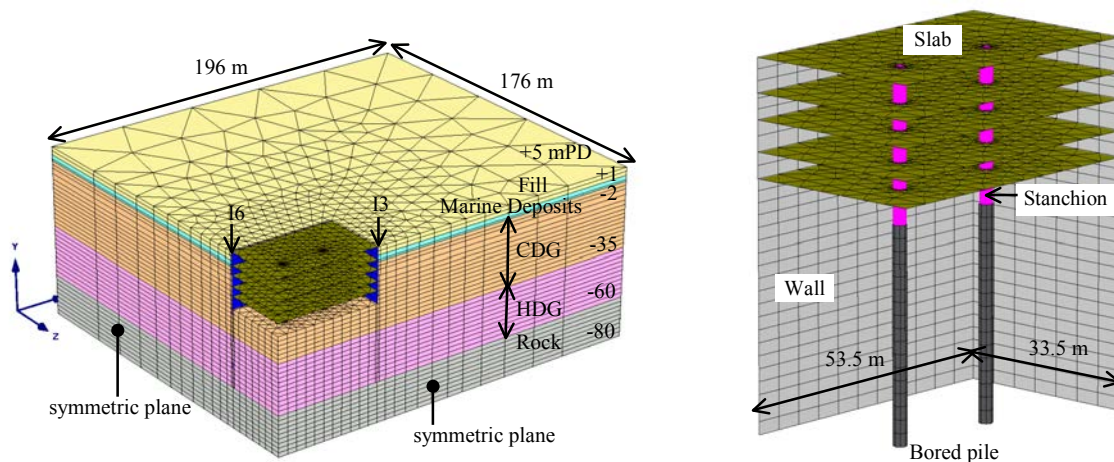 196 m
176 m
+5 mPD
+1
Fill
-2
Marine Deposits
I6
I3
CDG
-35
HDG
-60
Rock
-80
Y
Z
symmetric plane
symmetric plane
Slab
Stanchion
Wall
53.5 m
33.5 m
Bored pile